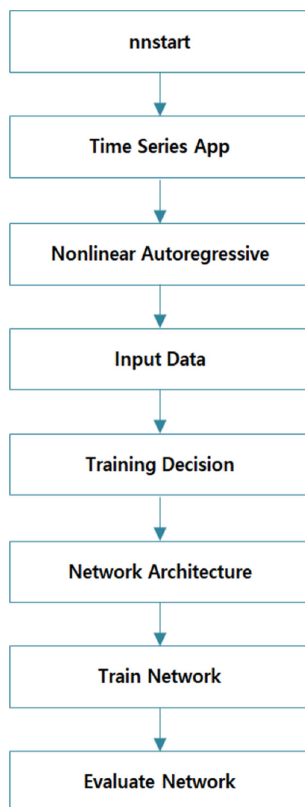 nnstart
Time Series App
Nonlinear Autoregressive
Input Data
Training Decision
Network Architecture
Train Network
Evaluate Network